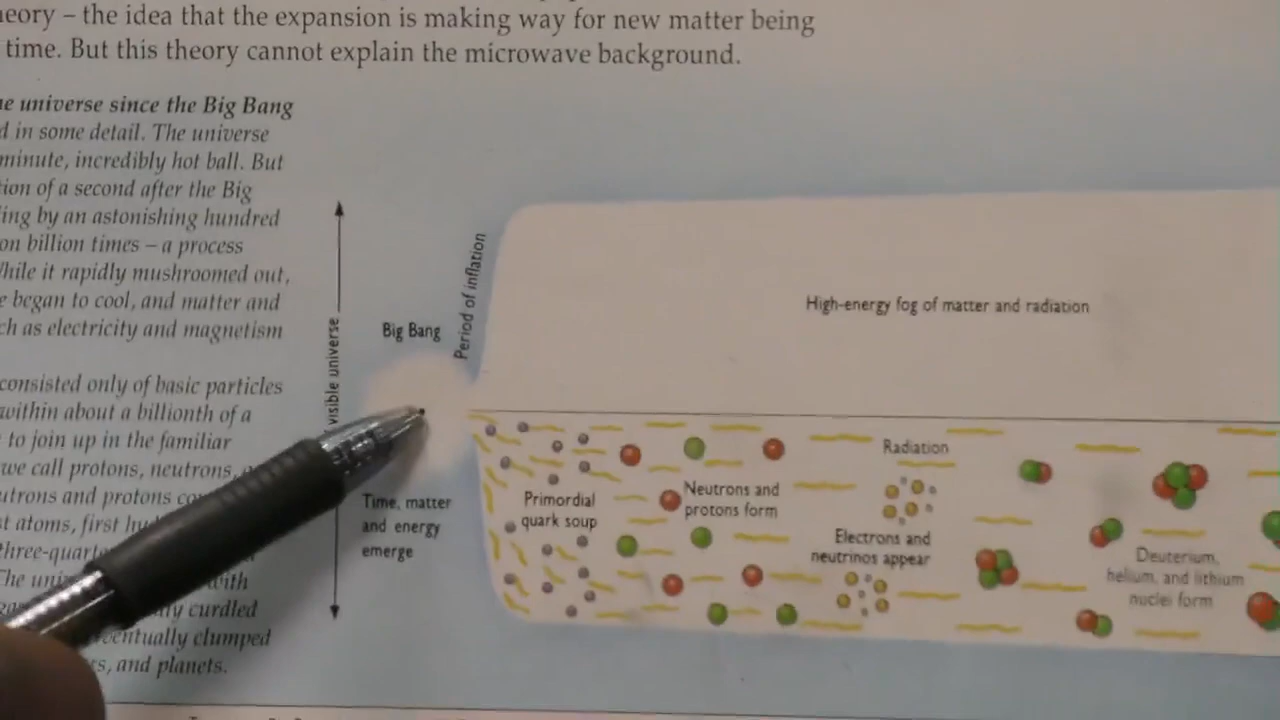 eory – the idea that the expansion is making way for new matter being
time. But this theory cannot explain the microwave background.
e universe since the Big Bang
d in some detail. The universe
minute, incredibly hot ball. But
ion of a second after the Big
ing by an astonishing hundred
on billion times – a process
While it rapidly mushroomed out,
e began to cool, and matter and
ch as electricity and magnetism
consisted only of basic particles
within about a billionth of a
to join up in the familiar
we call protons, neutrons,
utrons and protons
st atoms, first
three-quart
The with
curdled
eventually clumped
and planets.
visible universe
Big Bang
Period of inflation
Time, matter
and energy
emerge
High-energy fog of matter and radiation
Primordial
quark soup
Neutrons and
protons form
Radiation
Electrons and
neutrinos appear
Deuterium,
helium, and lithium
nuclei form